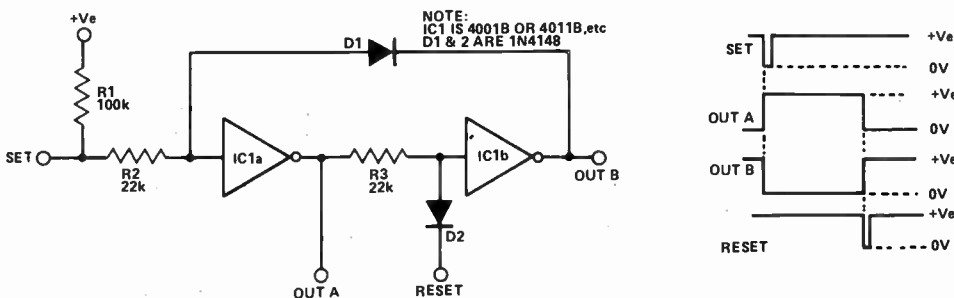 NOTE:
IC1 IS 4001B OR 4011B,etc
D1 & 2 ARE 1N4148
+Ve
D1
R1
100k
SET
R2
22k
IC1a
R3
22k
IC1b
OUT B
D2
OUT A
RESET
SET
+Ve
0V
OUT A
+Ve
0V
OUT B
+Ve
0V
RESET
+Ve
0V